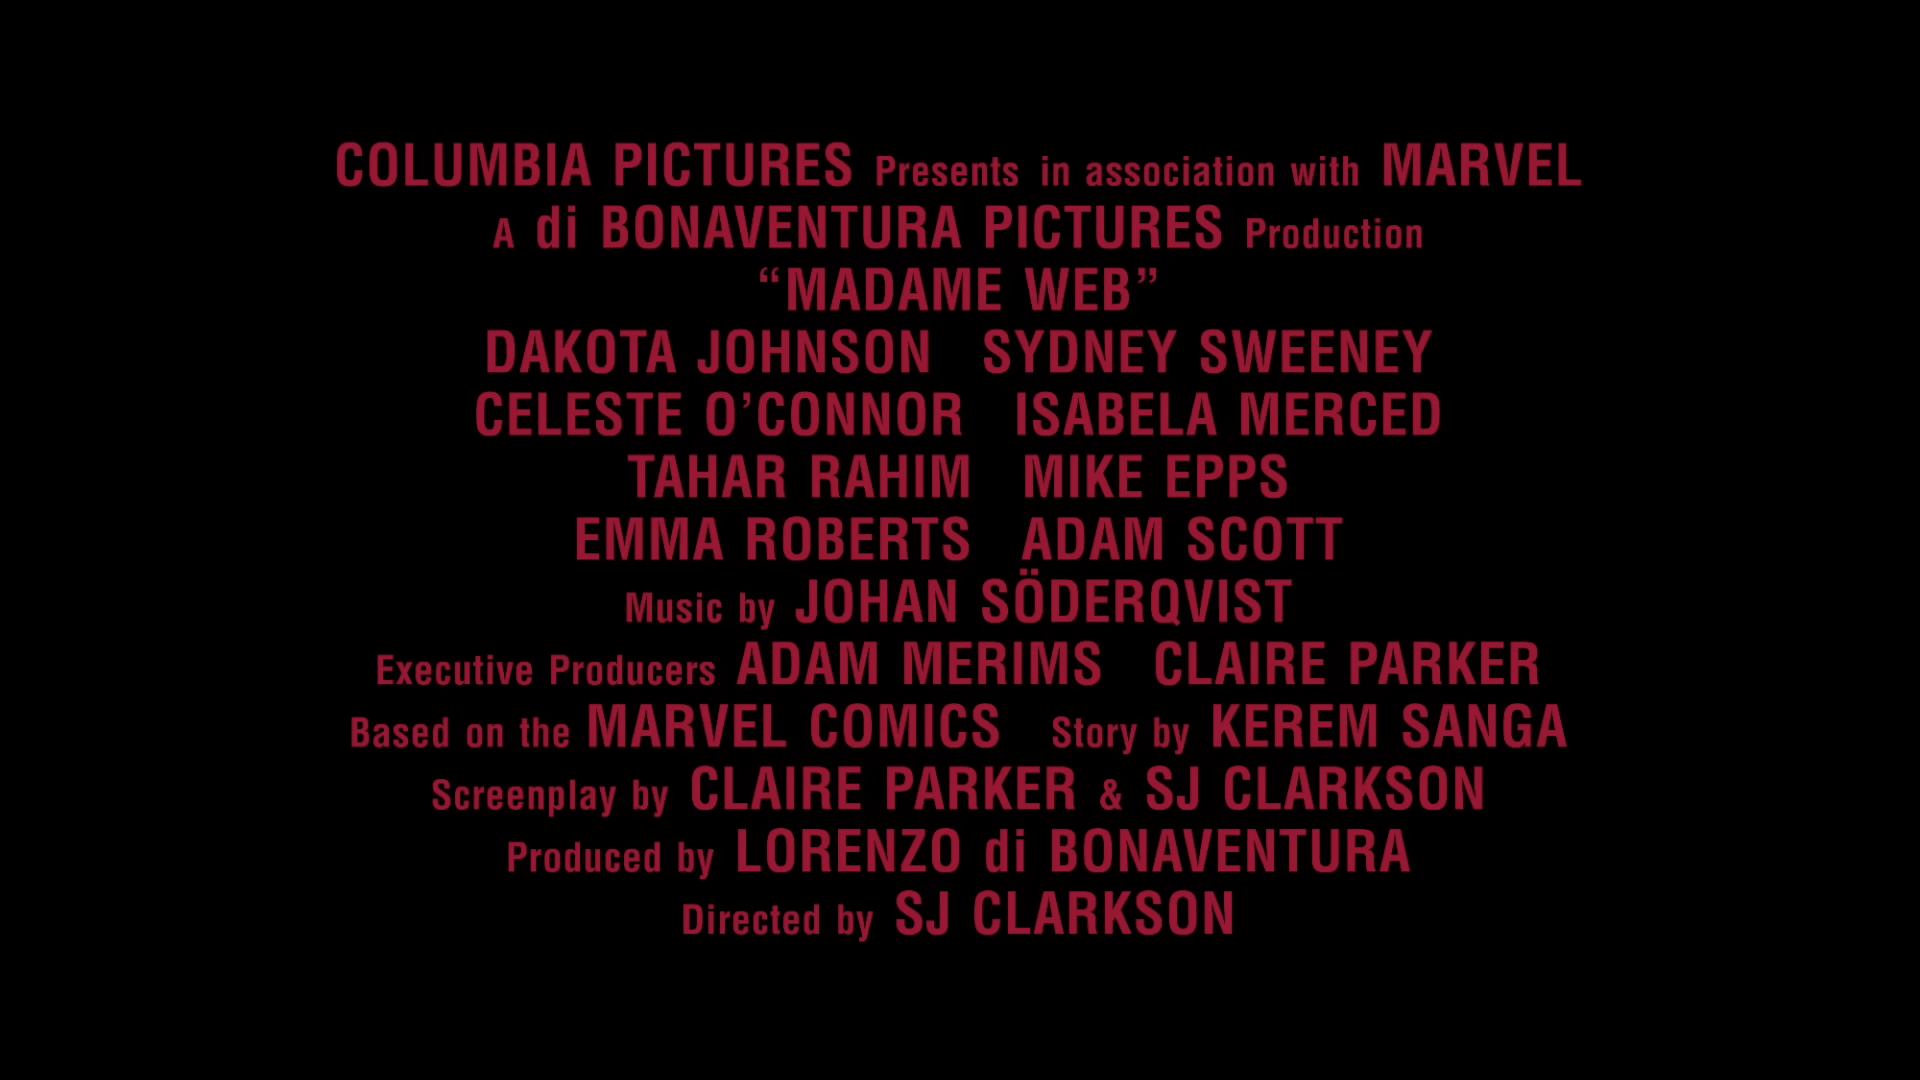 COLUMBIA PICTURES Presents in association with MARVEL
A di BONAVENTURA PICTURES Production
“MADAME WEB”
DAKOTA JOHNSON SYDNEY SWEENEY
CELESTE O’CONNOR ISABELA MERCED
TAHAR RAHIM MIKE EPPS
EMMA ROBERTS ADAM SCOTT
Music by JOHAN SÖDERQVIST
Executive Producers ADAM MERIMS CLAIRE PARKER
Based on the MARVEL COMICS Story by KEREM SANGA
Screenplay by CLAIRE PARKER & SJ CLARKSON
Produced by LORENZO di BONAVENTURA
Directed by SJ CLARKSON